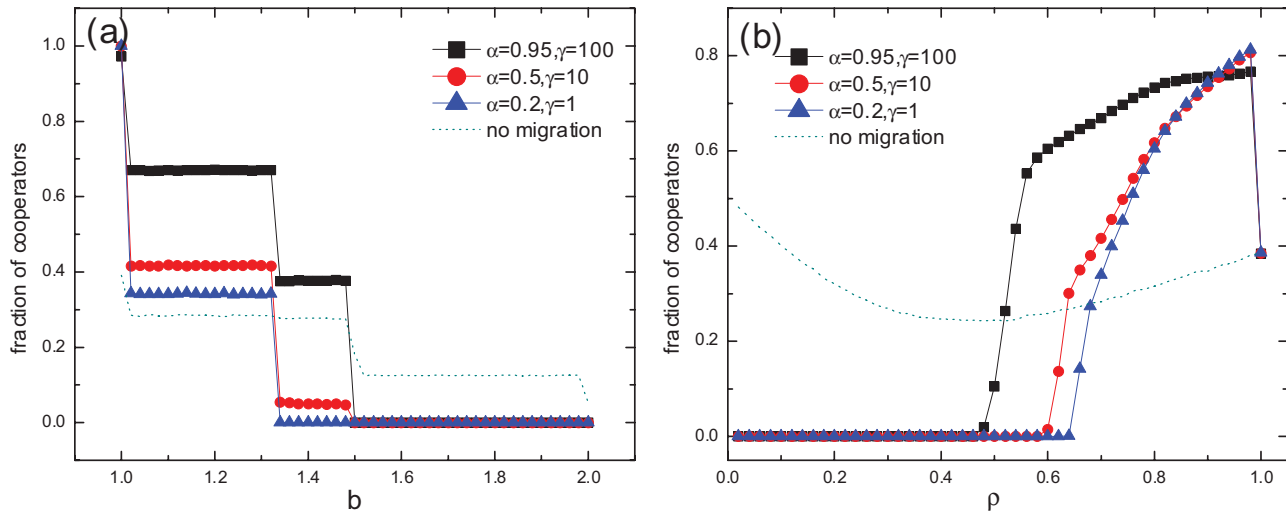 (a)
α=0.95,γ=100
α=0.5,γ=10
α=0.2,γ=1
no migration
fraction of cooperators
1.0
0.8
0.6
0.4
0.2
0.0
1.0 1.2 1.4 1.6 1.8 2.0
b
(b)
α=0.95,γ=100
α=0.5,γ=10
α=0.2,γ=1
no migration
fraction of cooperators
0.8
0.6
0.4
0.2
0.0
0.0 0.2 0.4 0.6 0.8 1.0
ρ